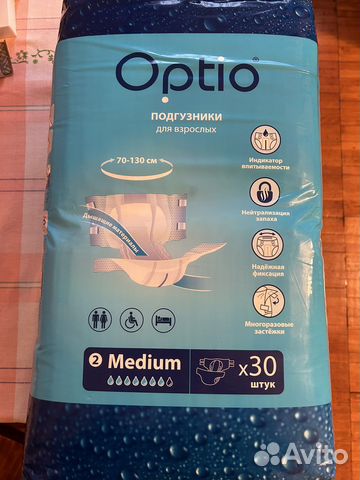 Optio®
ПОДГУЗНИКИ
для взрослых
70-130 см
Дышащие материалы
Индикатор
впитываемости
Нейтрализация
запаха
Надёжная
фиксация
Многоразовые
застёжки
2 Medium
x30
штук
Avito